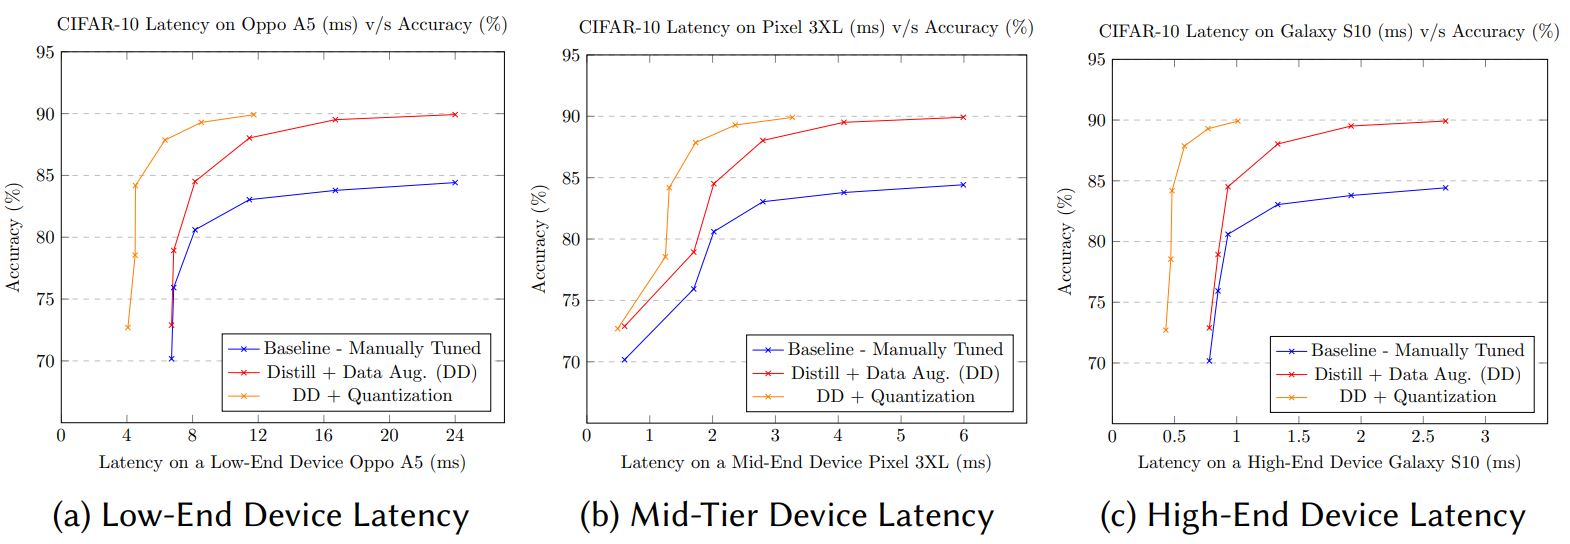 CIFAR-10 Latency on Oppo A5 (ms) v/s Accuracy (%)
95
90
85
80
75
70
Accuracy (%)
Baseline - Manually Tuned
Distill + Data Aug. (DD)
DD + Quantization
0 4 8 12 16 20 24
Latency on a Low-End Device Oppo A5 (ms)
(a) Low-End Device Latency
CIFAR-10 Latency on Pixel 3XL (ms) v/s Accuracy (%)
95
90
85
80
75
70
Accuracy (%)
Baseline - Manually Tuned
Distill + Data Aug. (DD)
DD + Quantization
0 1 2 3 4 5 6
Latency on a Mid-End Device Pixel 3XL (ms)
(b) Mid-Tier Device Latency
CIFAR-10 Latency on Galaxy S10 (ms) v/s Accuracy (%)
95
90
85
80
75
70
Accuracy (%)
Baseline - Manually Tuned
Distill + Data Aug. (DD)
DD + Quantization
0 0.5 1 1.5 2 2.5 3
Latency on a High-End Device Galaxy S10 (ms)
(c) High-End Device Latency